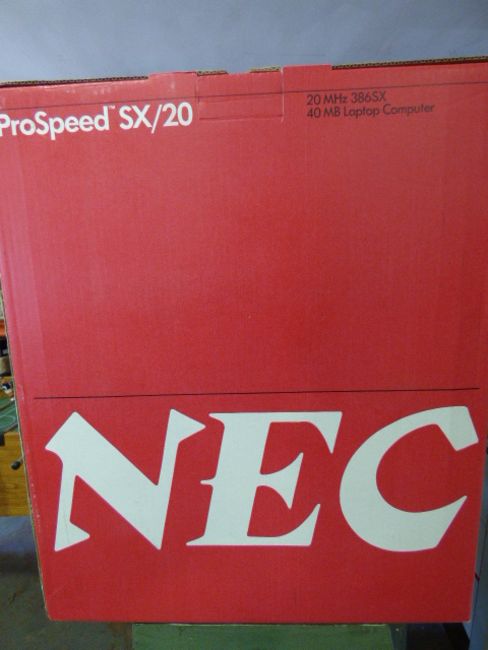 ProSpeed™ SX/20
20 MHz 386SX
40 MB Laptop Computer
NEC